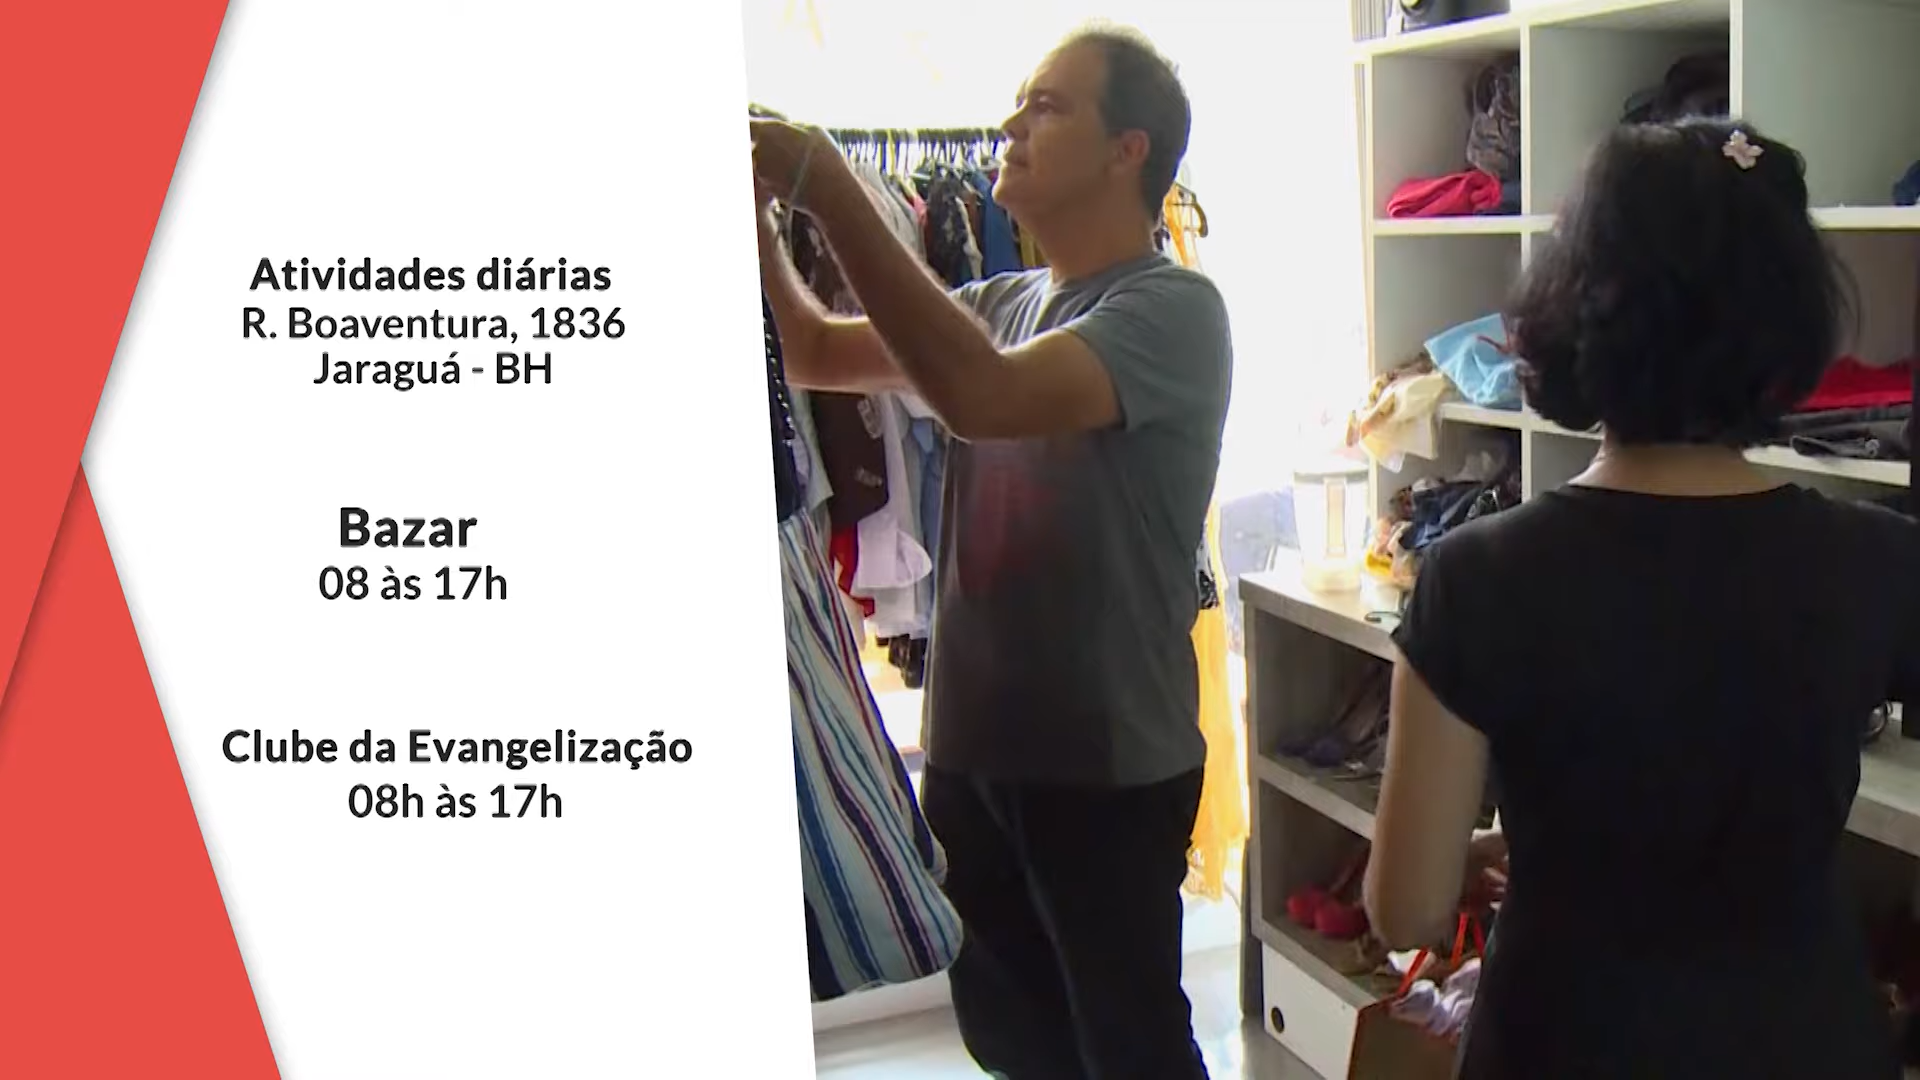 Atividades diárias
R. Boaventura, 1836
Jaraguá - BH
Bazar
08 às 17h
Clube da Evangelização
08h às 17h